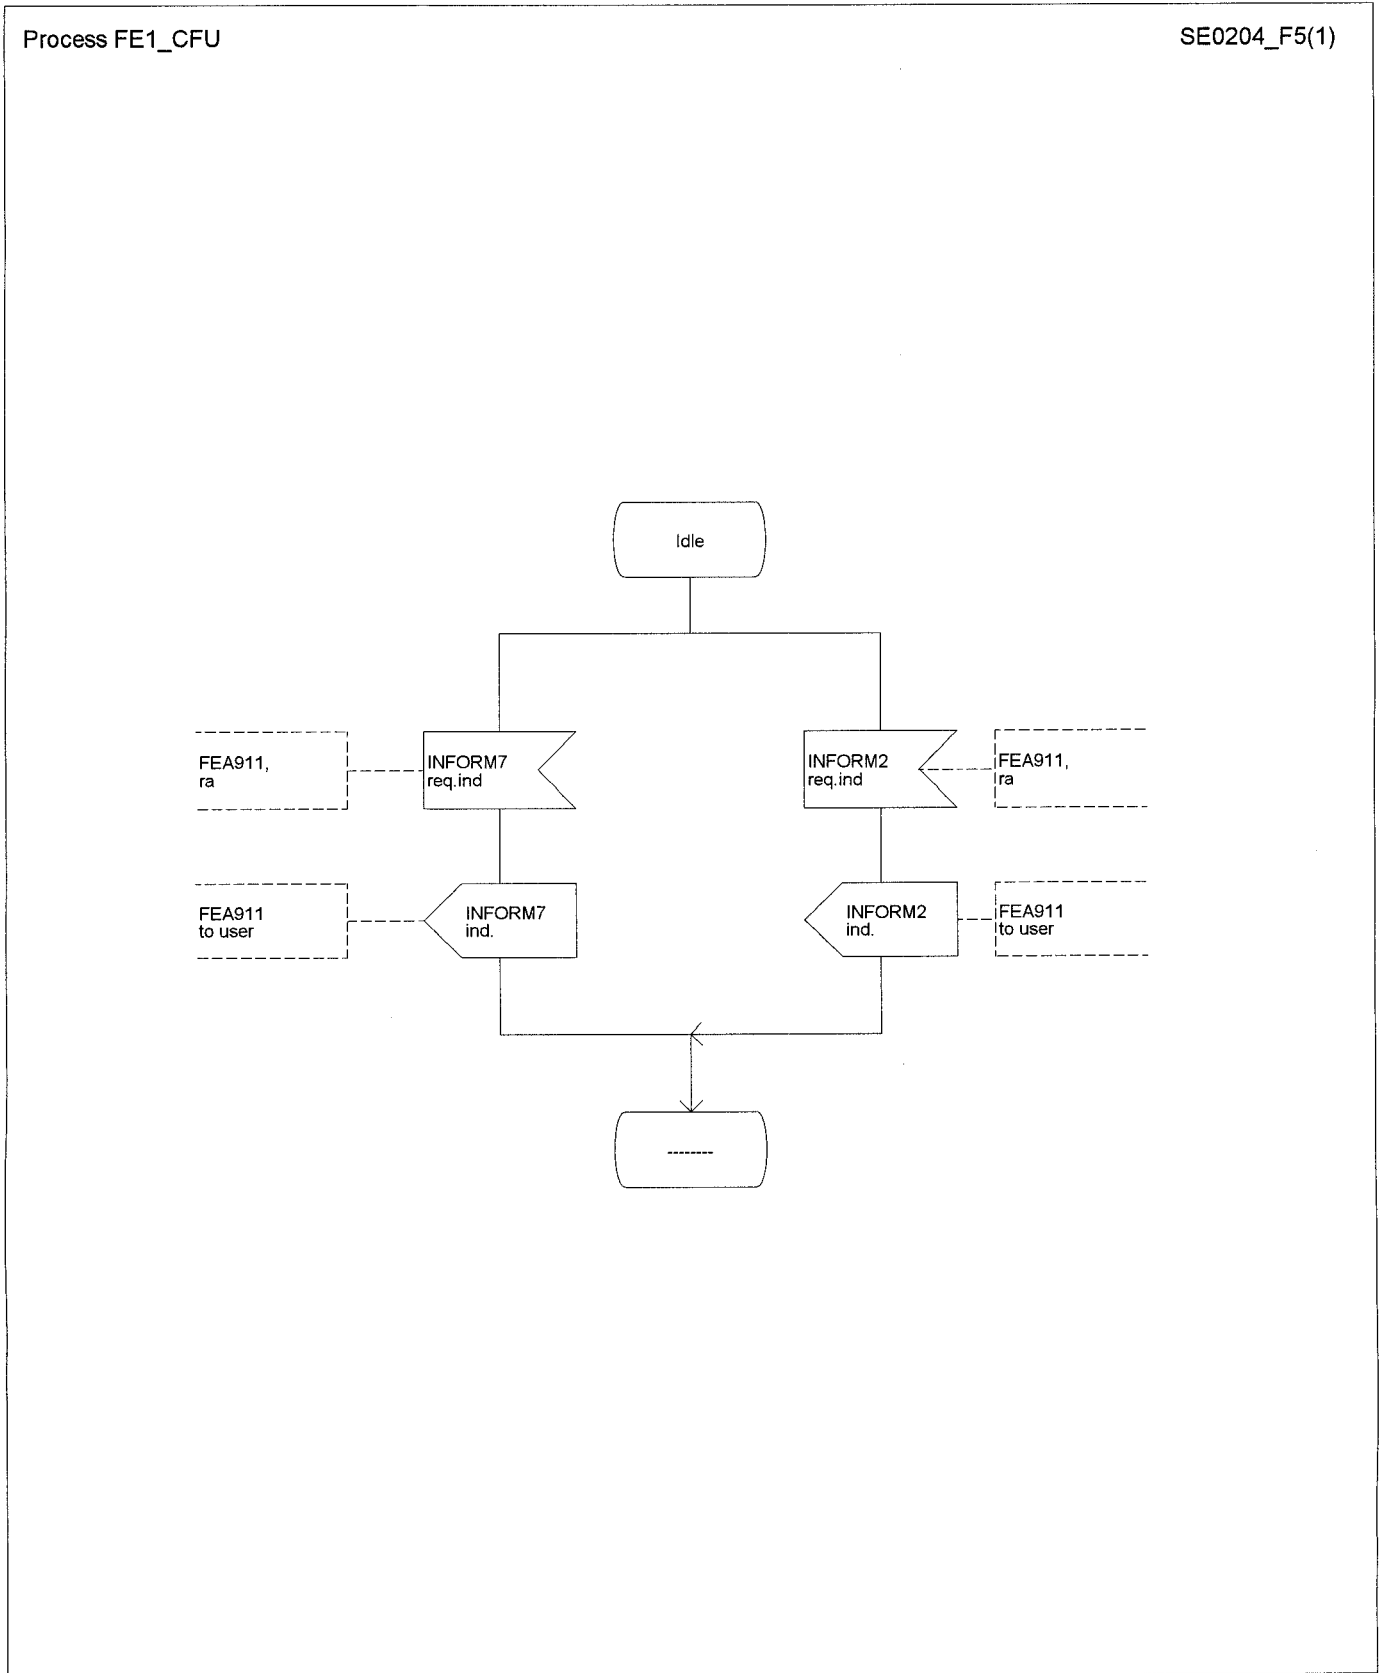 Process FE1_CFU
SE0204_F5(1)
Idle
FEA911,
ra
INFORM7
req.ind
INFORM2
req.ind
FEA911,
ra
FEA911
to user
INFORM7
ind.
INFORM2
ind.
FEA911
to user
--------